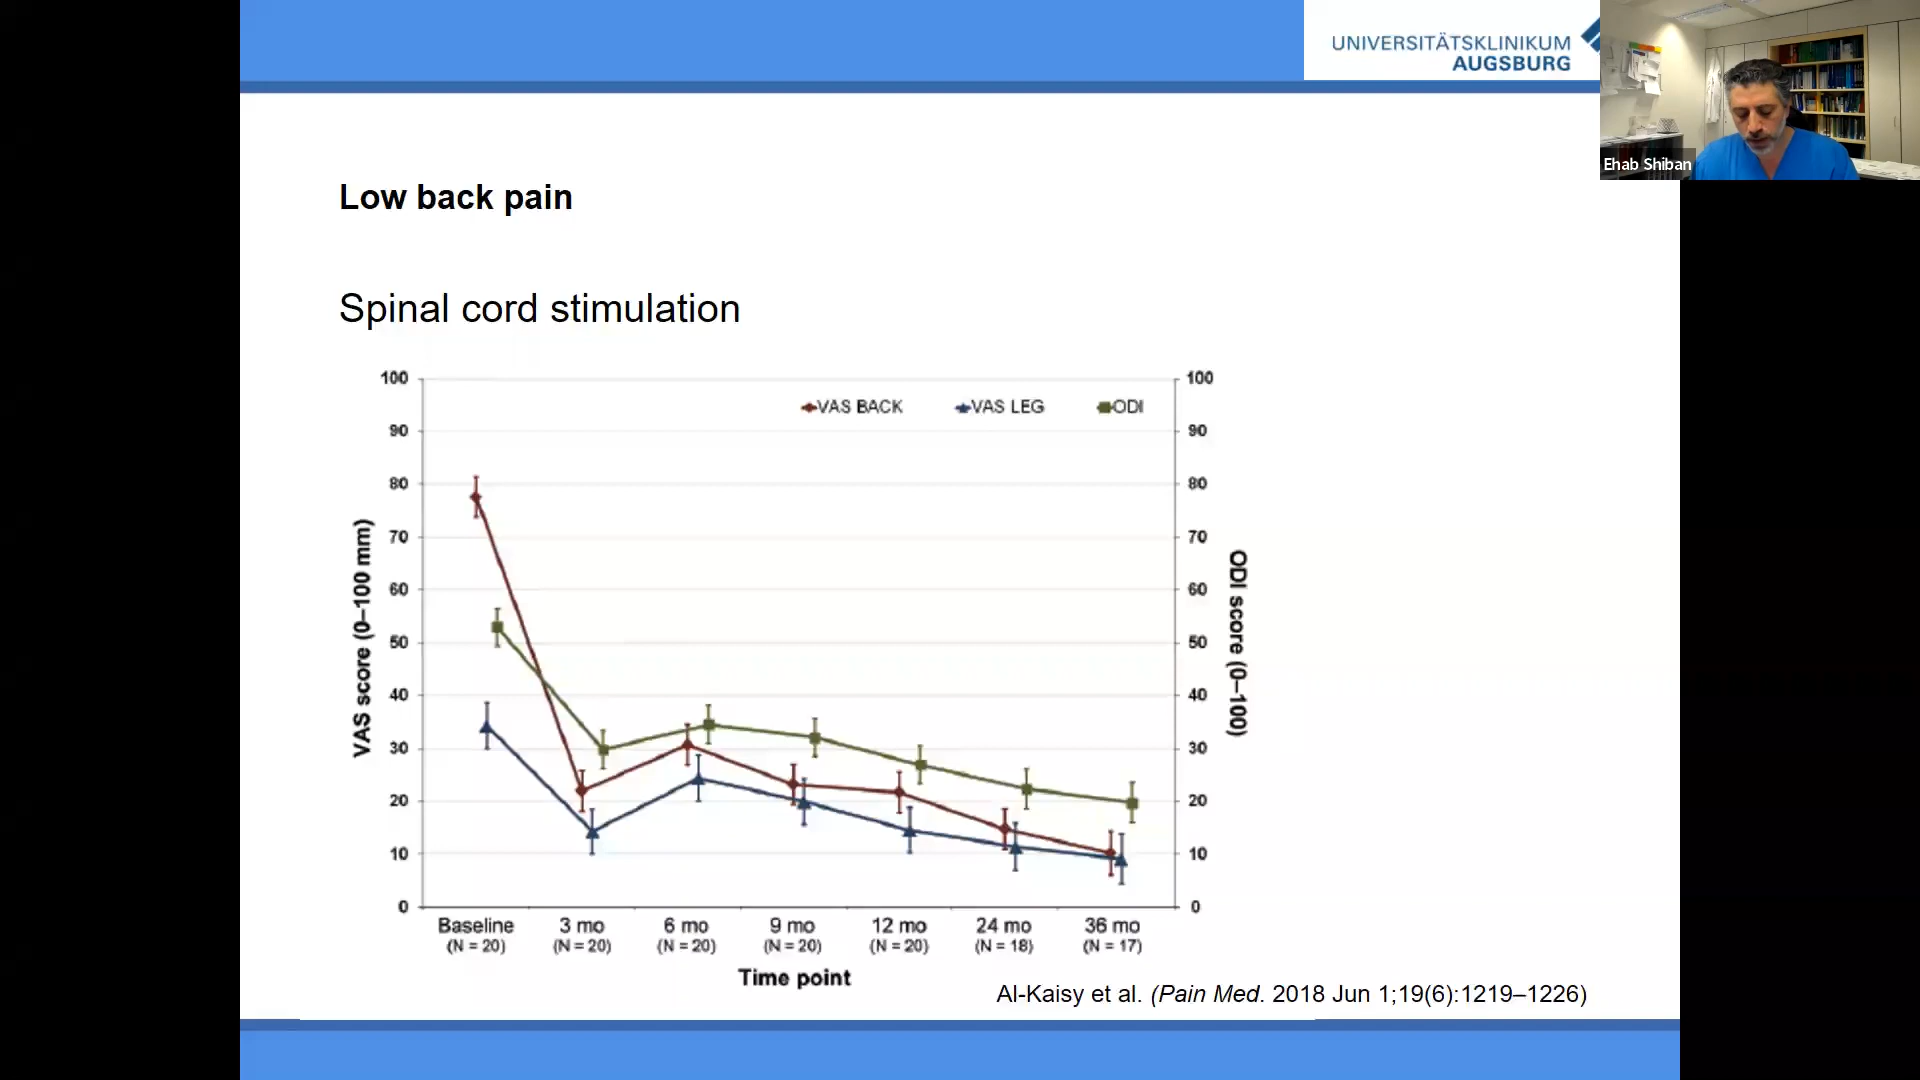 UNIVERSITÄTSKLINIKUM
AUGSBURG
Ehab Shiban
Low back pain
Spinal cord stimulation
VAS BACK
VAS LEG
ODI
100
90
80
70
60
50
40
30
20
10
0
VAS score (0–100 mm)
100
90
80
70
60
50
40
30
20
10
0
ODI score (0–100)
Baseline 3 mo 6 mo 9 mo 12 mo 24 mo 36 mo
(N = 20) (N = 20) (N = 20) (N = 20) (N = 20) (N = 18) (N = 17)
Time point
Al-Kaisy et al. (Pain Med. 2018 Jun 1;19(6):1219–1226)